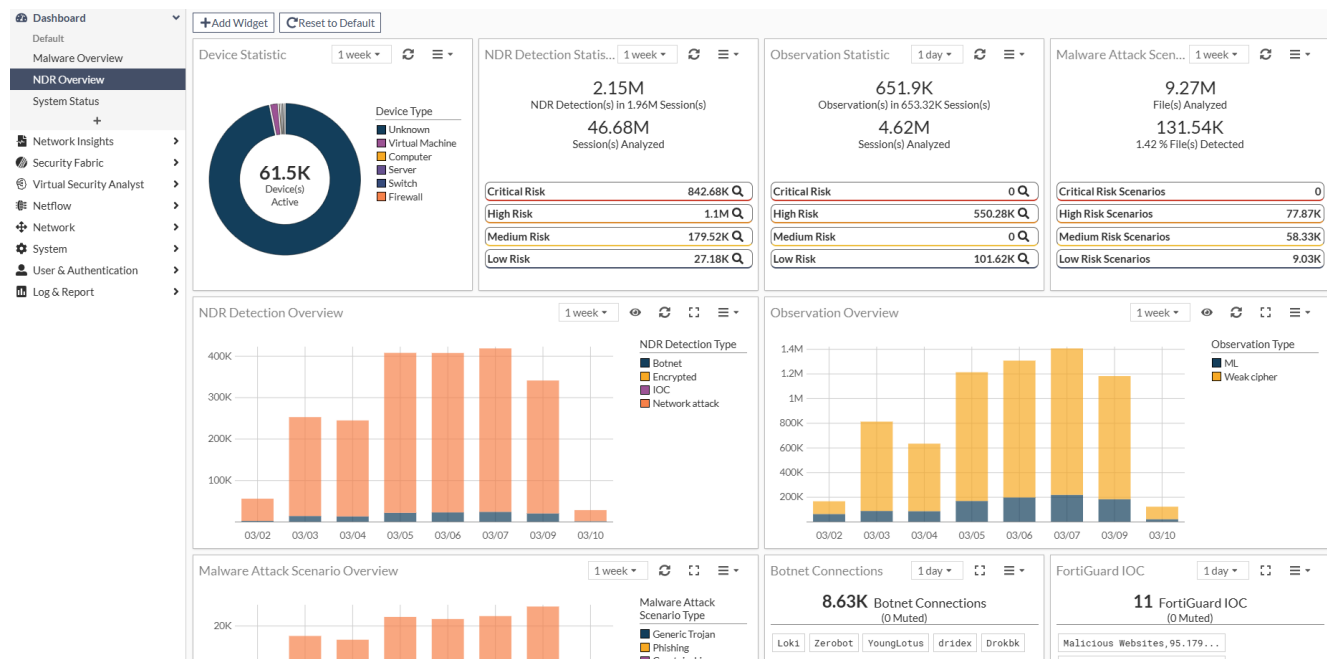 Dashboard
Default
Malware Overview
NDR Overview
System Status
+
Network Insights
Security Fabric
Virtual Security Analyst
Netflow
Network
System
User & Authentication
Log & Report
+Add Widget
Reset to Default
Device Statistic
1 week
61.5K
Device(s)
Active
Device Type
Unknown
Virtual Machine
Computer
Server
Switch
Firewall
NDR Detection Statis...
1 week
2.15M
NDR Detection(s) in 1.96M Session(s)
46.68M
Session(s) Analyzed
Critical Risk 842.68K
High Risk 1.1M
Medium Risk 179.52K
Low Risk 27.18K
Observation Statistic
1 day
651.9K
Observation(s) in 653.32K Session(s)
4.62M
Session(s) Analyzed
Critical Risk 0
High Risk 550.28K
Medium Risk 0
Low Risk 101.62K
Malware Attack Scen...
1 week
9.27M
File(s) Analyzed
131.54K
1.42 % File(s) Detected
Critical Risk Scenarios 0
High Risk Scenarios 77.87K
Medium Risk Scenarios 58.33K
Low Risk Scenarios 9.03K
NDR Detection Overview
1 week
400K
300K
200K
100K
03/02 03/03 03/04 03/05 03/06 03/07 03/09 03/10
NDR Detection Type
Botnet
Encrypted
IOC
Network attack
Observation Overview
1 week
1.4M
1.2M
1M
800K
600K
400K
200K
03/02 03/03 03/04 03/05 03/06 03/07 03/09 03/10
Observation Type
ML
Weak cipher
Malware Attack Scenario Overview
1 week
20K
Malware Attack
Scenario Type
Generic Trojan
Phishing
Botnet Connections
1 day
8.63K Botnet Connections
(0 Muted)
Loki Zerobot YoungLotus dridex Drokbk
FortiGuard IOC
1 day
11 FortiGuard IOC
(0 Muted)
Malicious Websites,95.179...